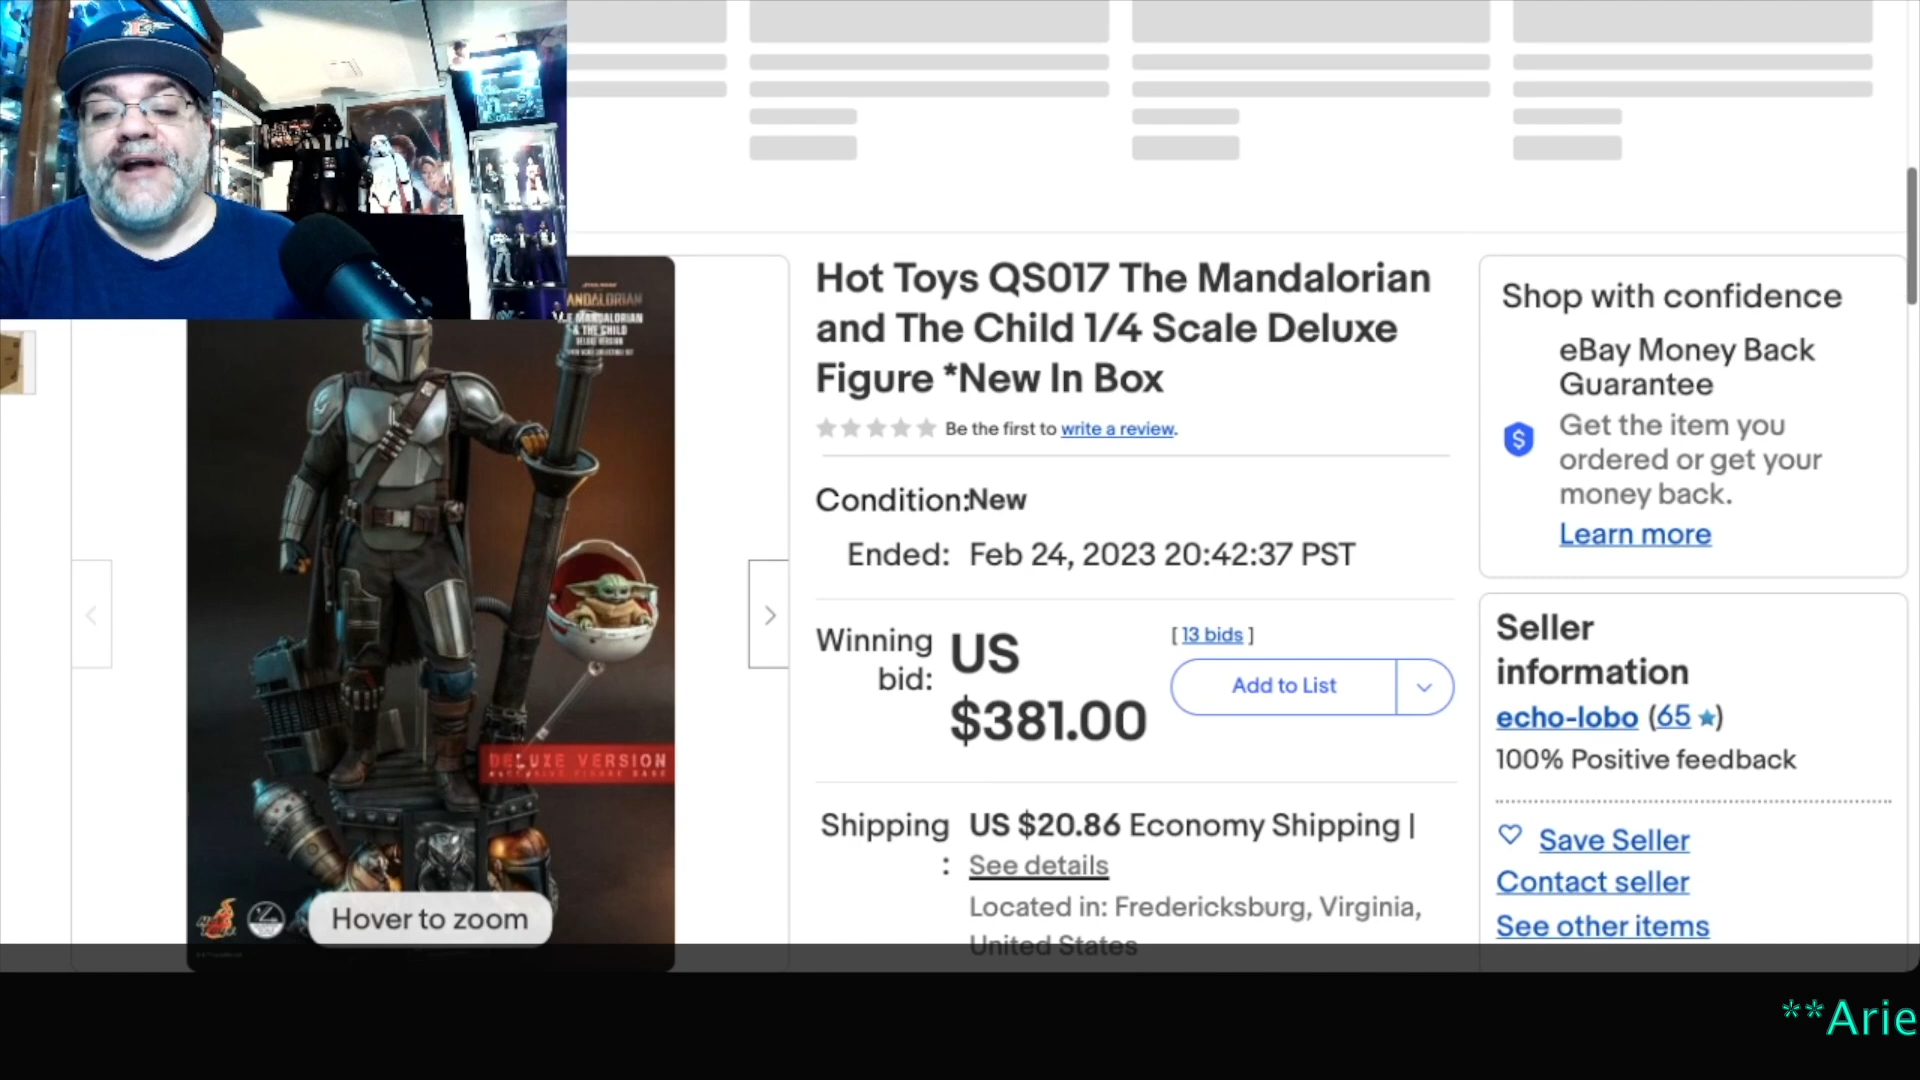 MANDALORIAN
& THE CHILD
DELUXE VERSION
DELUXE VERSION
Hover to zoom
Hot Toys QS017 The Mandalorian
and The Child 1/4 Scale Deluxe
Figure *New In Box
Be the first to write a review.
Condition:New
Ended: Feb 24, 2023 20:42:37 PST
Winning
bid:
US
$381.00
[ 13 bids ]
Add to List
Shipping
:
US $20.86 Economy Shipping |
See details
Located in: Fredericksburg, Virginia,
United States
Shop with confidence
eBay Money Back
Guarantee
Get the item you
ordered or get your
money back.
Learn more
Seller
information
echo-lobo (65 ★)
100% Positive feedback
Save Seller
Contact seller
See other items
**Arie